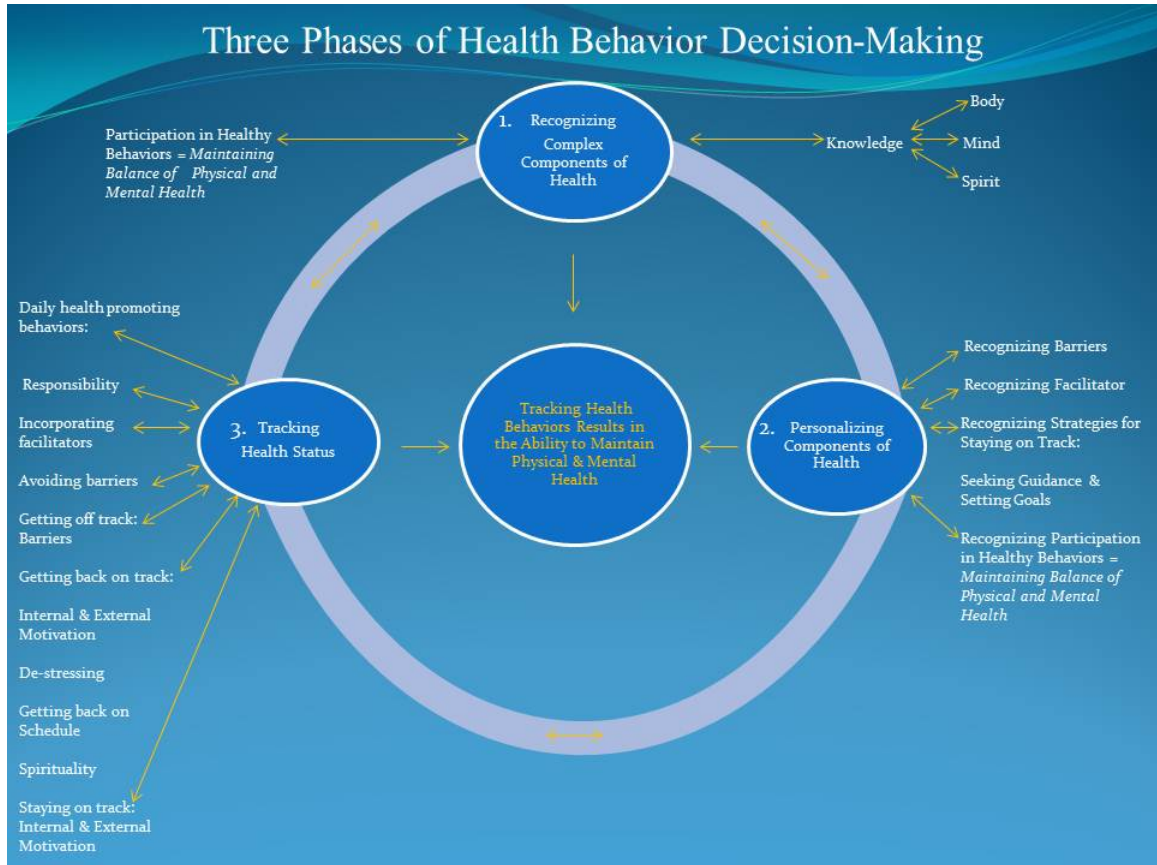 Three Phases of Health Behavior Decision-Making
Participation in Healthy
Behaviors = Maintaining
Balance of Physical and
Mental Health
1. Recognizing
Complex
Components of
Health
Knowledge
Body
Mind
Spirit
Daily health promoting
behaviors:
Responsibility
Incorporating
facilitators
Avoiding barriers
Getting off track:
Barriers
Getting back on track:
Internal & External
Motivation
De-stressing
Getting back on
Schedule
Spirituality
Staying on track:
Internal & External
Motivation
3. Tracking
Health Status
Tracking Health
Behaviors Results in
the Ability to Maintain
Physical & Mental
Health
2. Personalizing
Components of
Health
Recognizing Barriers
Recognizing Facilitator
Recognizing Strategies for
Staying on Track:
Seeking Guidance &
Setting Goals
Recognizing Participation
in Healthy Behaviors =
Maintaining Balance of
Physical and Mental
Health